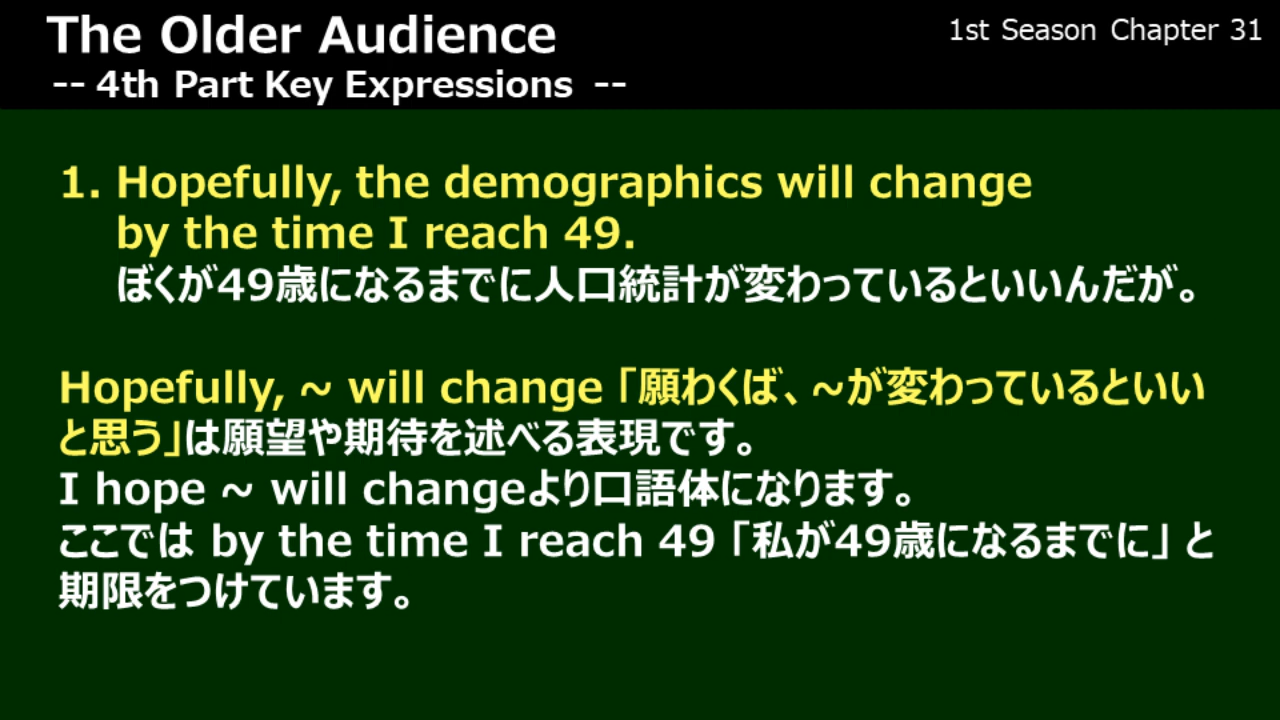 The Older Audience
1st Season Chapter 31
-- 4th Part Key Expressions --
1. Hopefully, the demographics will change
by the time I reach 49.
ぼくが49歳になるまでに人口統計が変わっているといいんだが。
Hopefully, ~ will change「願わくば、~が変わっているといい
と思う」は願望や期待を述べる表現です。
I hope ~ will changeより口語体になります。
ここでは by the time I reach 49「私が49歳になるまでに」と
期限をつけています。